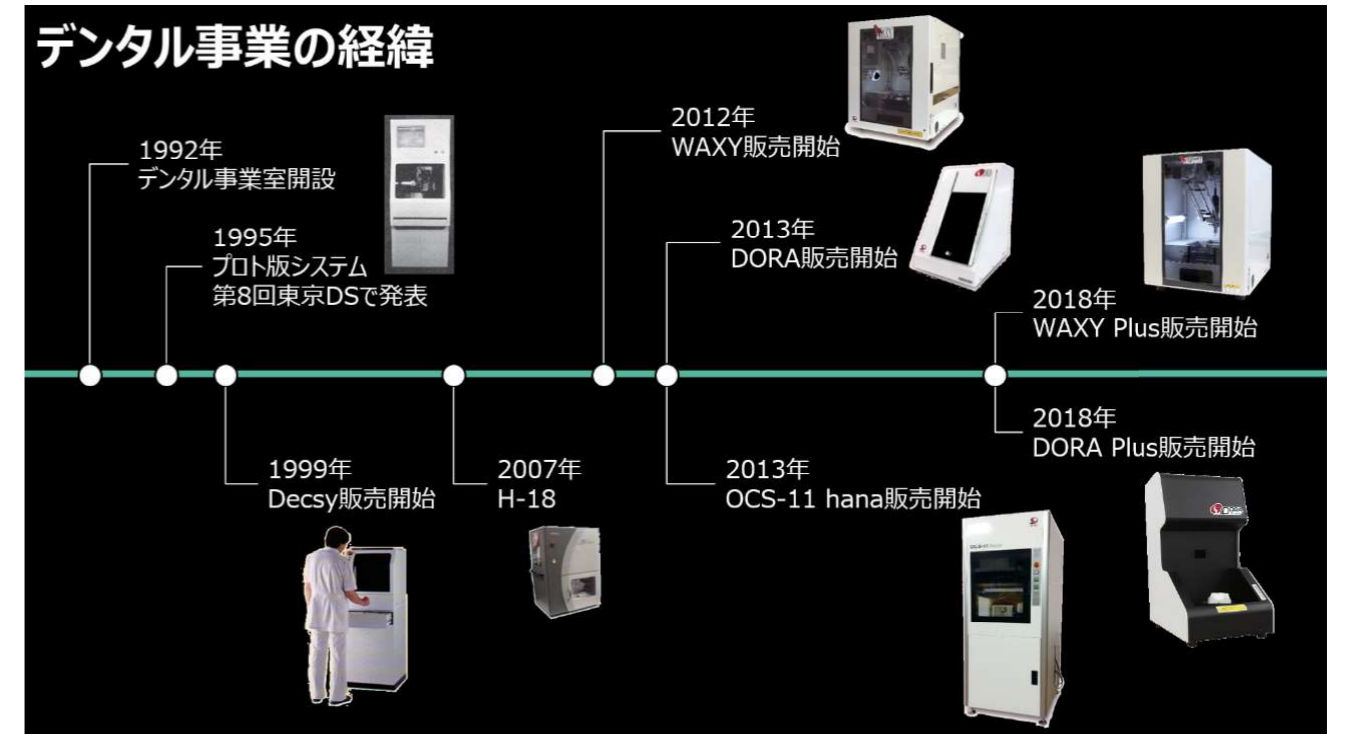 デンタル事業の経緯
1992年
デンタル事業室開設
1995年
プロト版システム
第8回東京DSで発表
1999年
Decsy販売開始
2007年
H-18
2012年
WAXY販売開始
2013年
DORA販売開始
2013年
OCS-11 hana販売開始
2018年
WAXY Plus販売開始
2018年
DORA Plus販売開始